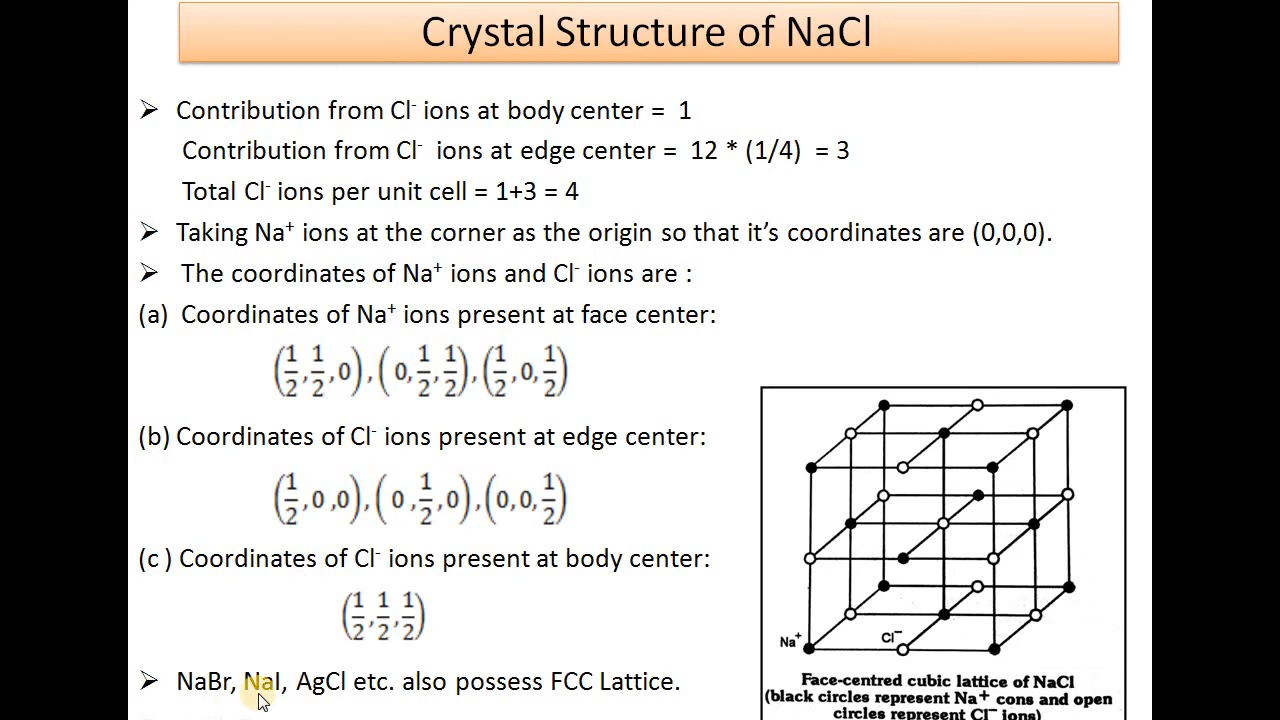 Crystal Structure of NaCl
➢ Contribution from Cl⁻ ions at body center = 1
Contribution from Cl⁻ ions at edge center = 12 * (1/4) = 3
Total Cl⁻ ions per unit cell = 1+3 = 4
➢ Taking Na⁺ ions at the corner as the origin so that it’s coordinates are (0,0,0).
➢ The coordinates of Na⁺ ions and Cl⁻ ions are :
(a) Coordinates of Na⁺ ions present at face center:
(1/2, 1/2, 0), (0, 1/2, 1/2), (1/2, 0, 1/2)
(b) Coordinates of Cl⁻ ions present at edge center:
(1/2, 0, 0), (0, 1/2, 0), (0, 0, 1/2)
(c ) Coordinates of Cl⁻ ions present at body center:
(1/2, 1/2, 1/2)
➢ NaBr, NaI, AgCl etc. also possess FCC Lattice.
Na⁺
Cl⁻
Face-centred cubic lattice of NaCl
(black circles represent Na⁺ cons and open
circles represent Cl⁻ ions)